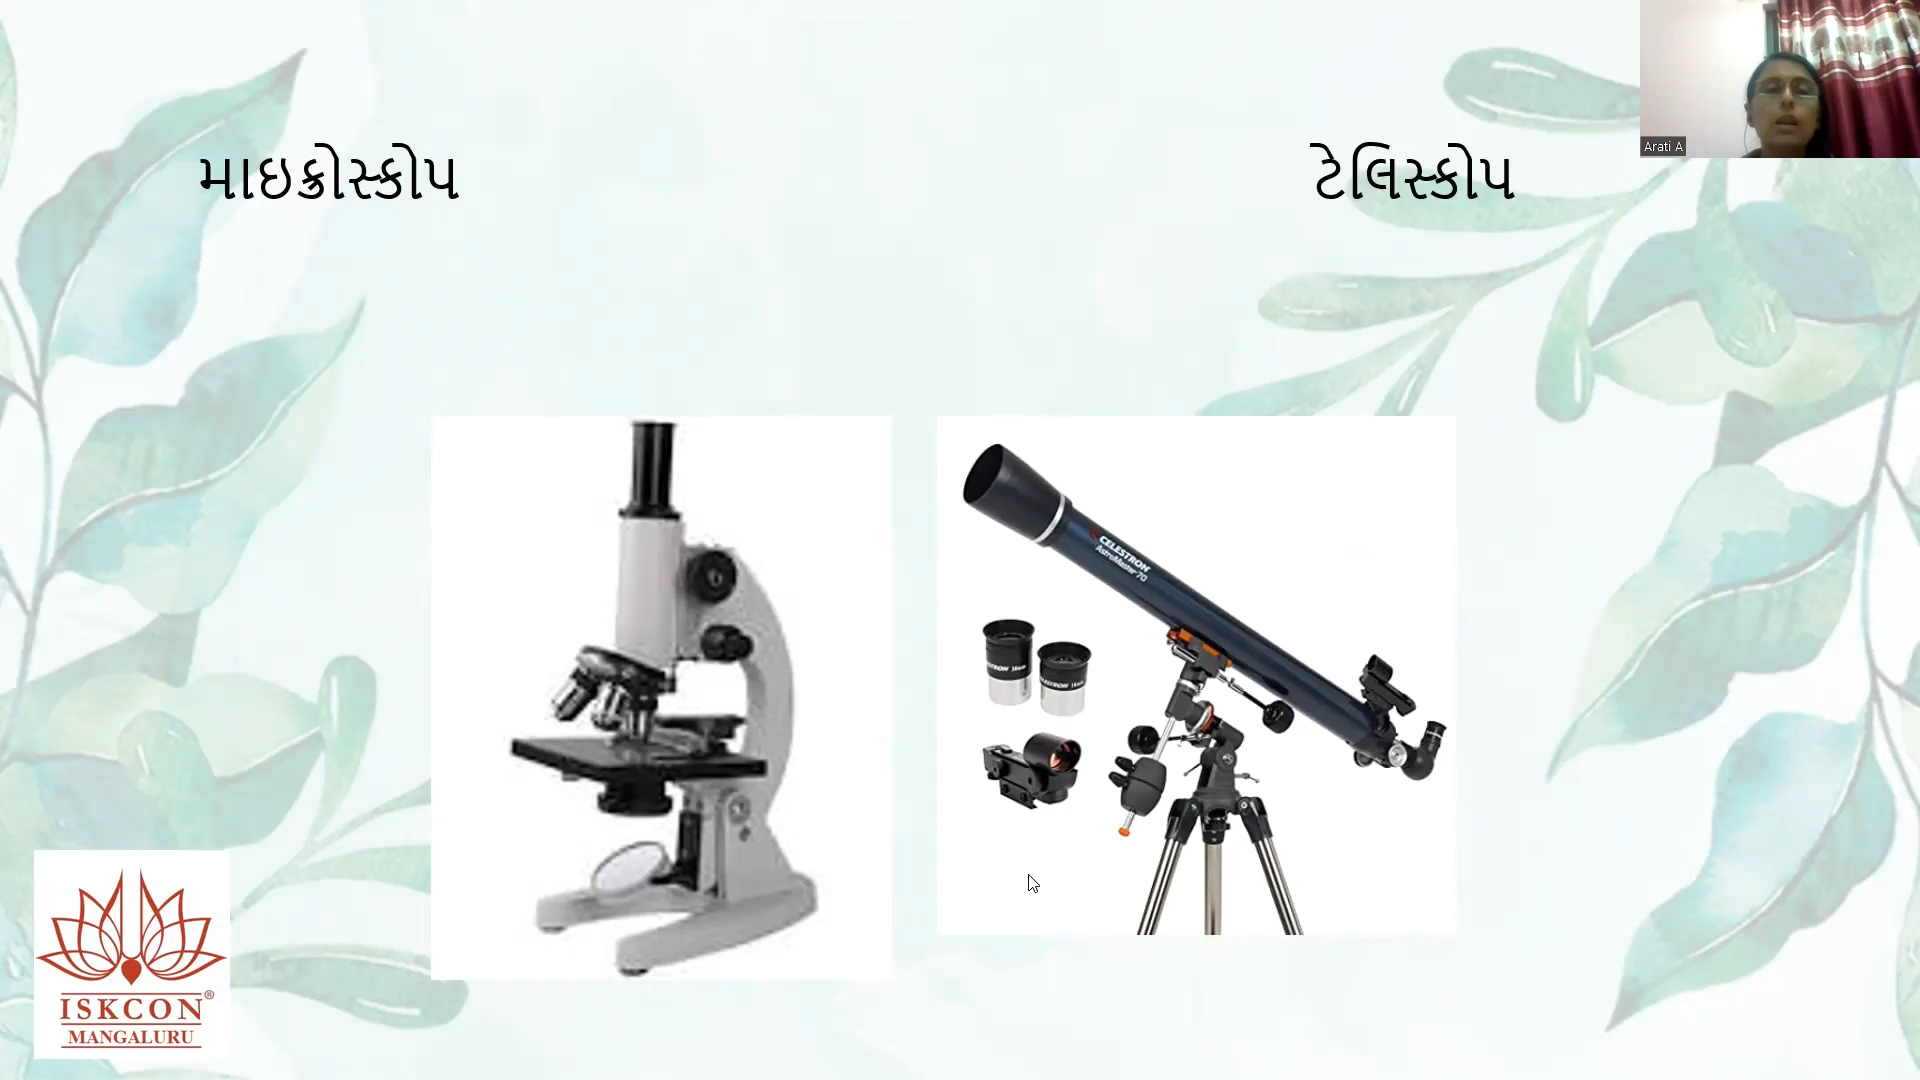 માઇક્રોસ્કોપ
ટેલિસ્કોપ
Arati A
CELESTRON
AstroMaster 70
ISKCON®
MANGALURU